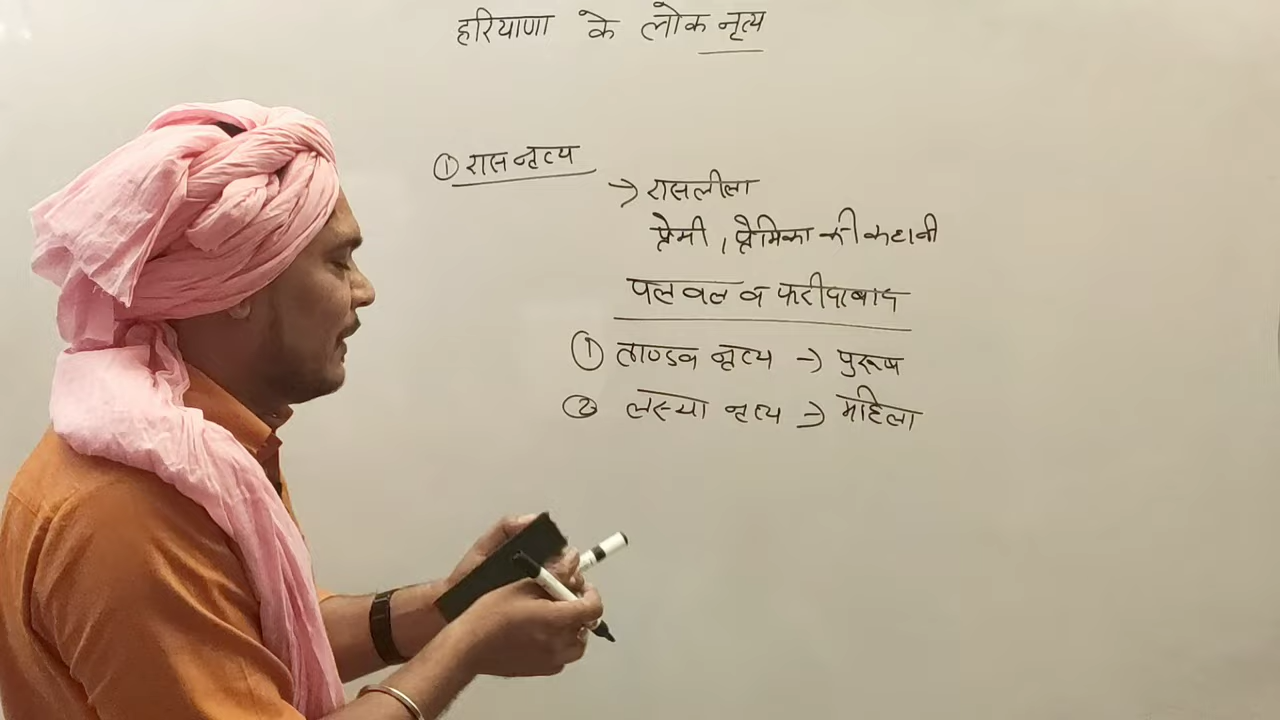 हरियाणा के लोक नृत्य
① रास नृत्य
→ रासलीला
प्रेमी, प्रेमिका की कहानी
पलवल व फरीदाबाद
① ताण्डव नृत्य → पुरूष
② लस्या नृत्य → महिला